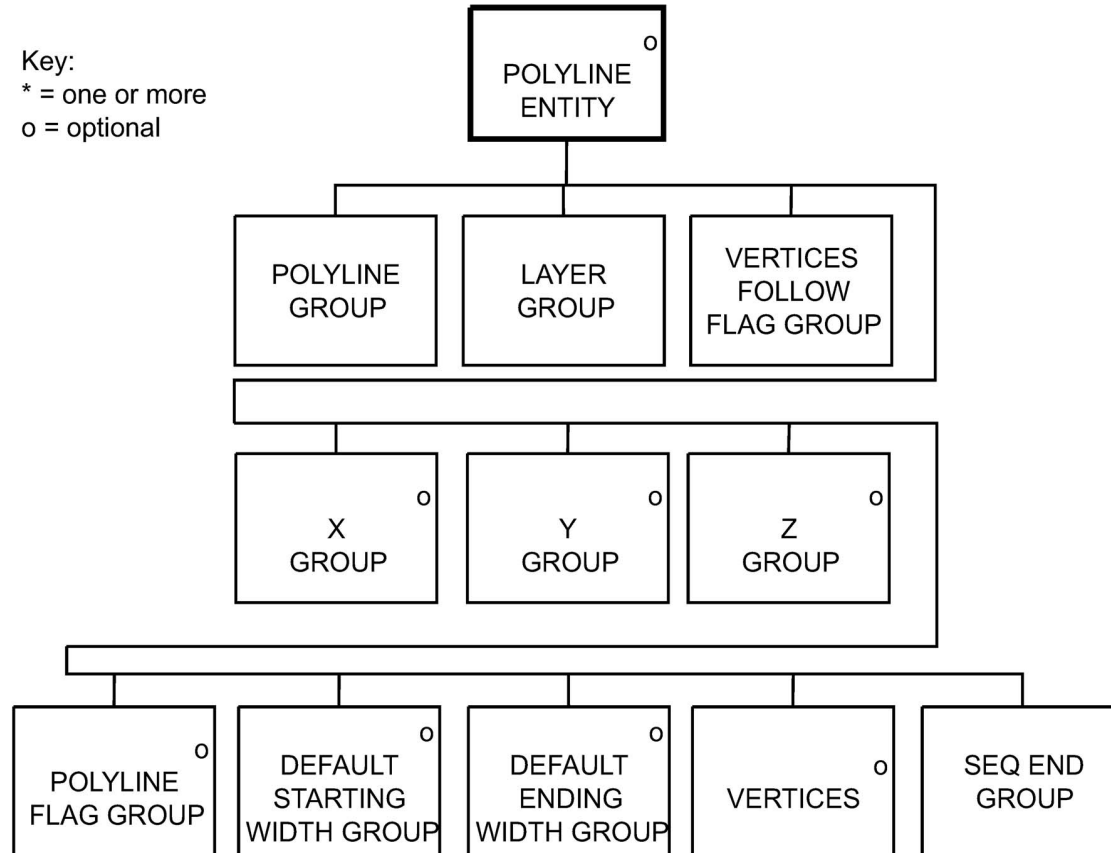 Key:
* = one or more
o = optional
o
POLYLINE
ENTITY
POLYLINE
GROUP
LAYER
GROUP
VERTICES
FOLLOW
FLAG GROUP
o
X
GROUP
o
Y
GROUP
o
Z
GROUP
o
POLYLINE
FLAG GROUP
o
DEFAULT
STARTING
WIDTH GROUP
o
DEFAULT
ENDING
WIDTH GROUP
o
VERTICES
SEQ END
GROUP